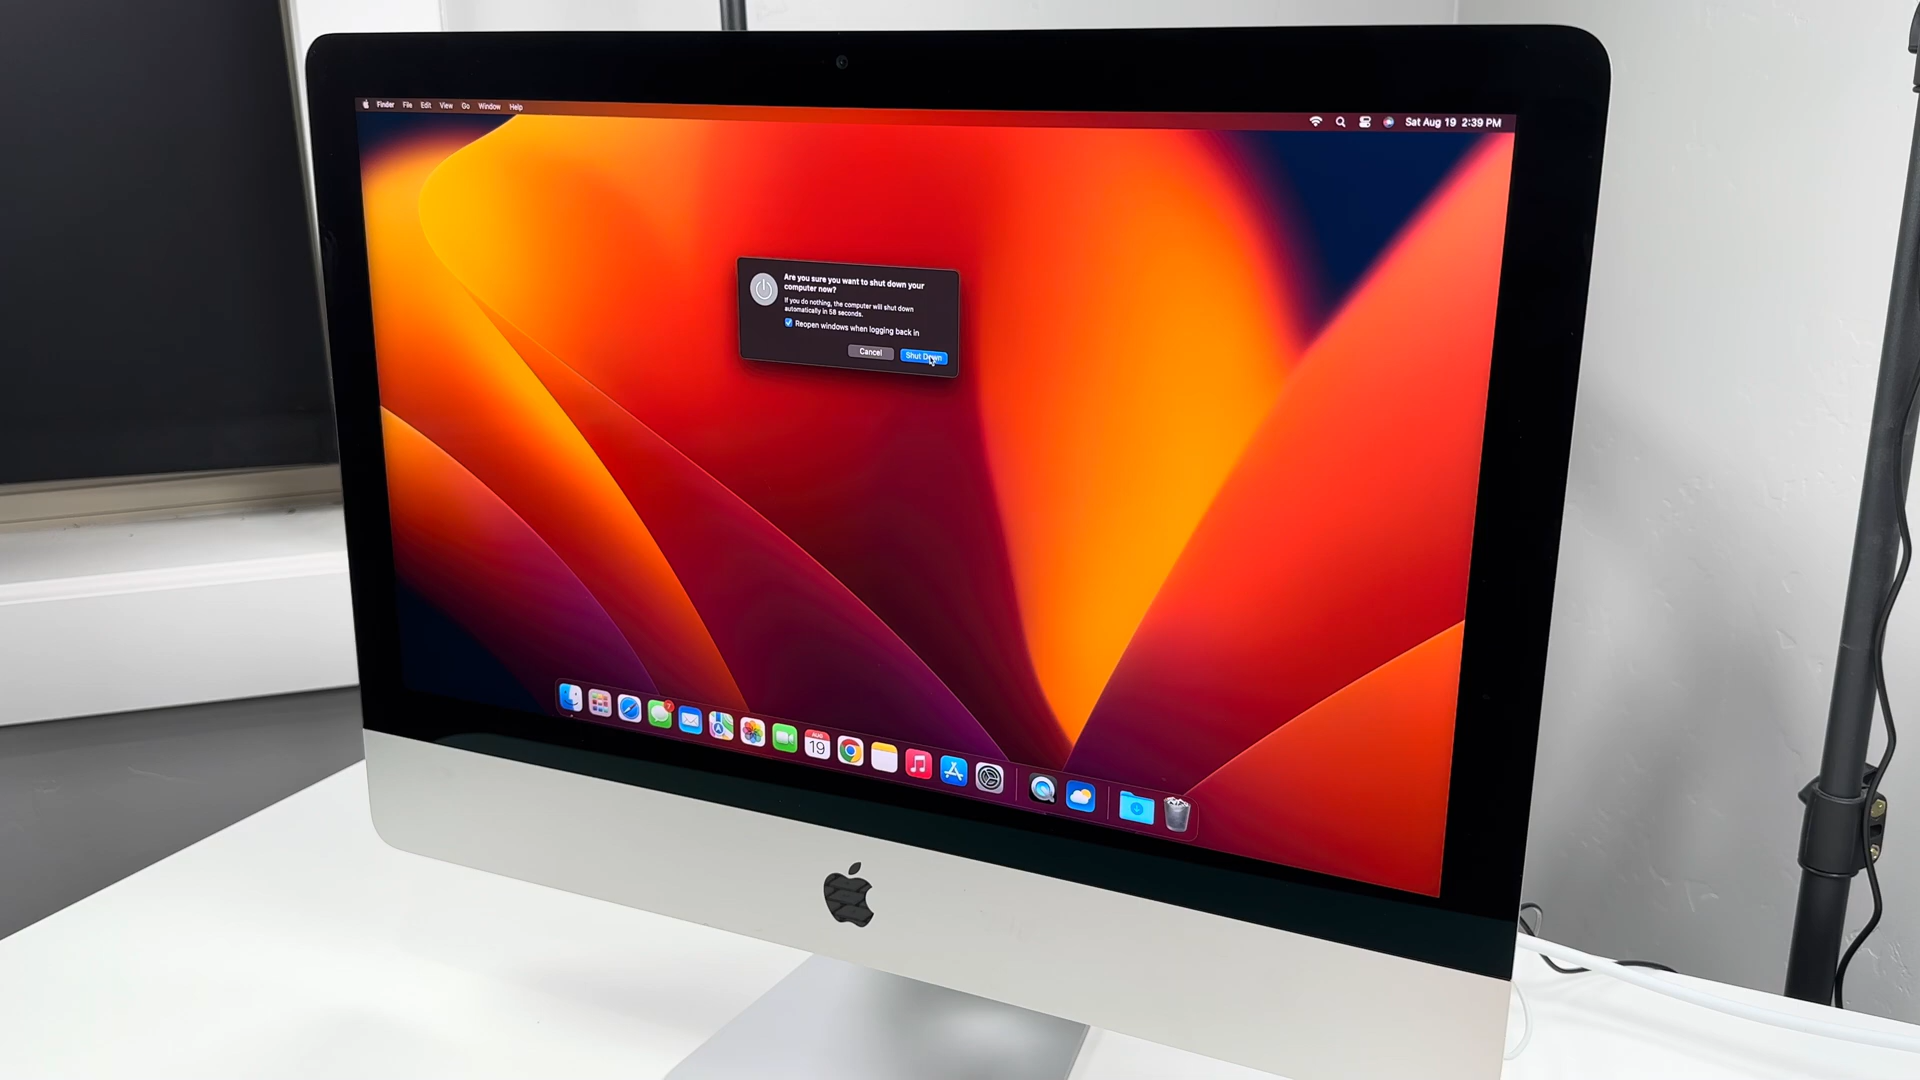 Finder File Edit View Go Window Help
Sat Aug 19 2:39 PM
Are you sure you want to shut down your
computer now?
If you do nothing, the computer will shut down
automatically in 58 seconds.
Reopen windows when logging back in
Cancel Shut Down
7
AUG
19